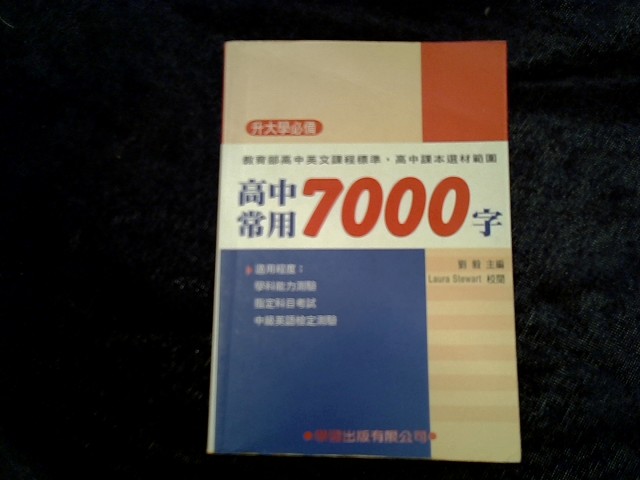 升大學必備
教育部高中英文課程標準・高中課本選材範圍
高中常用7000字
劉 毅 主編
Laura Stewart 校閱
適用程度：
學科能力測驗
指定科目考試
中級英語檢定測驗
學習出版有限公司